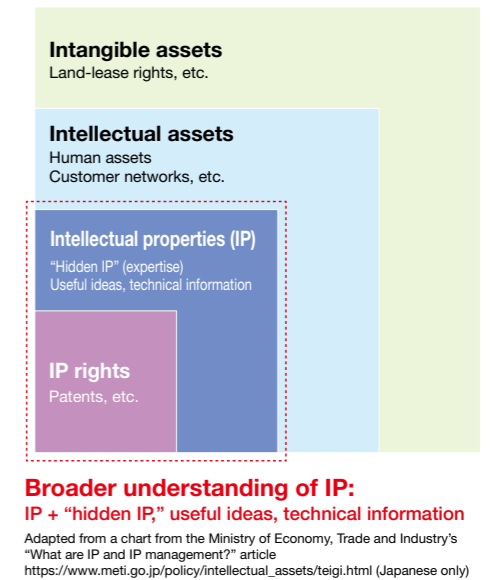 Intangible assets
Land-lease rights, etc.
Intellectual assets
Human assets
Customer networks, etc.
Intellectual properties (IP)
“Hidden IP” (expertise)
Useful ideas, technical information
IP rights
Patents, etc.
Broader understanding of IP:
IP + “hidden IP,” useful ideas, technical information
Adapted from a chart from the Ministry of Economy, Trade and Industry’s
“What are IP and IP management?” article
https://www.meti.go.jp/policy/intellectual_assets/teigi.html (Japanese only)